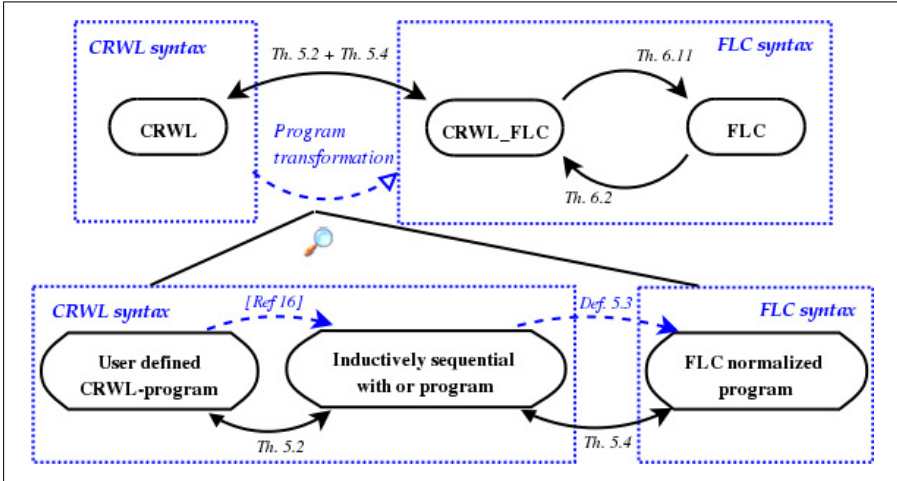 CRWL syntax
FLC syntax
Th. 5.2 + Th. 5.4
Th. 6.11
CRWL
CRWL_FLC
FLC
Program
transformation
Th. 6.2
CRWL syntax
[Ref 16]
Def. 5.3
FLC syntax
User defined
CRWL-program
Inductively sequential
with or program
FLC normalized
program
Th. 5.2
Th. 5.4